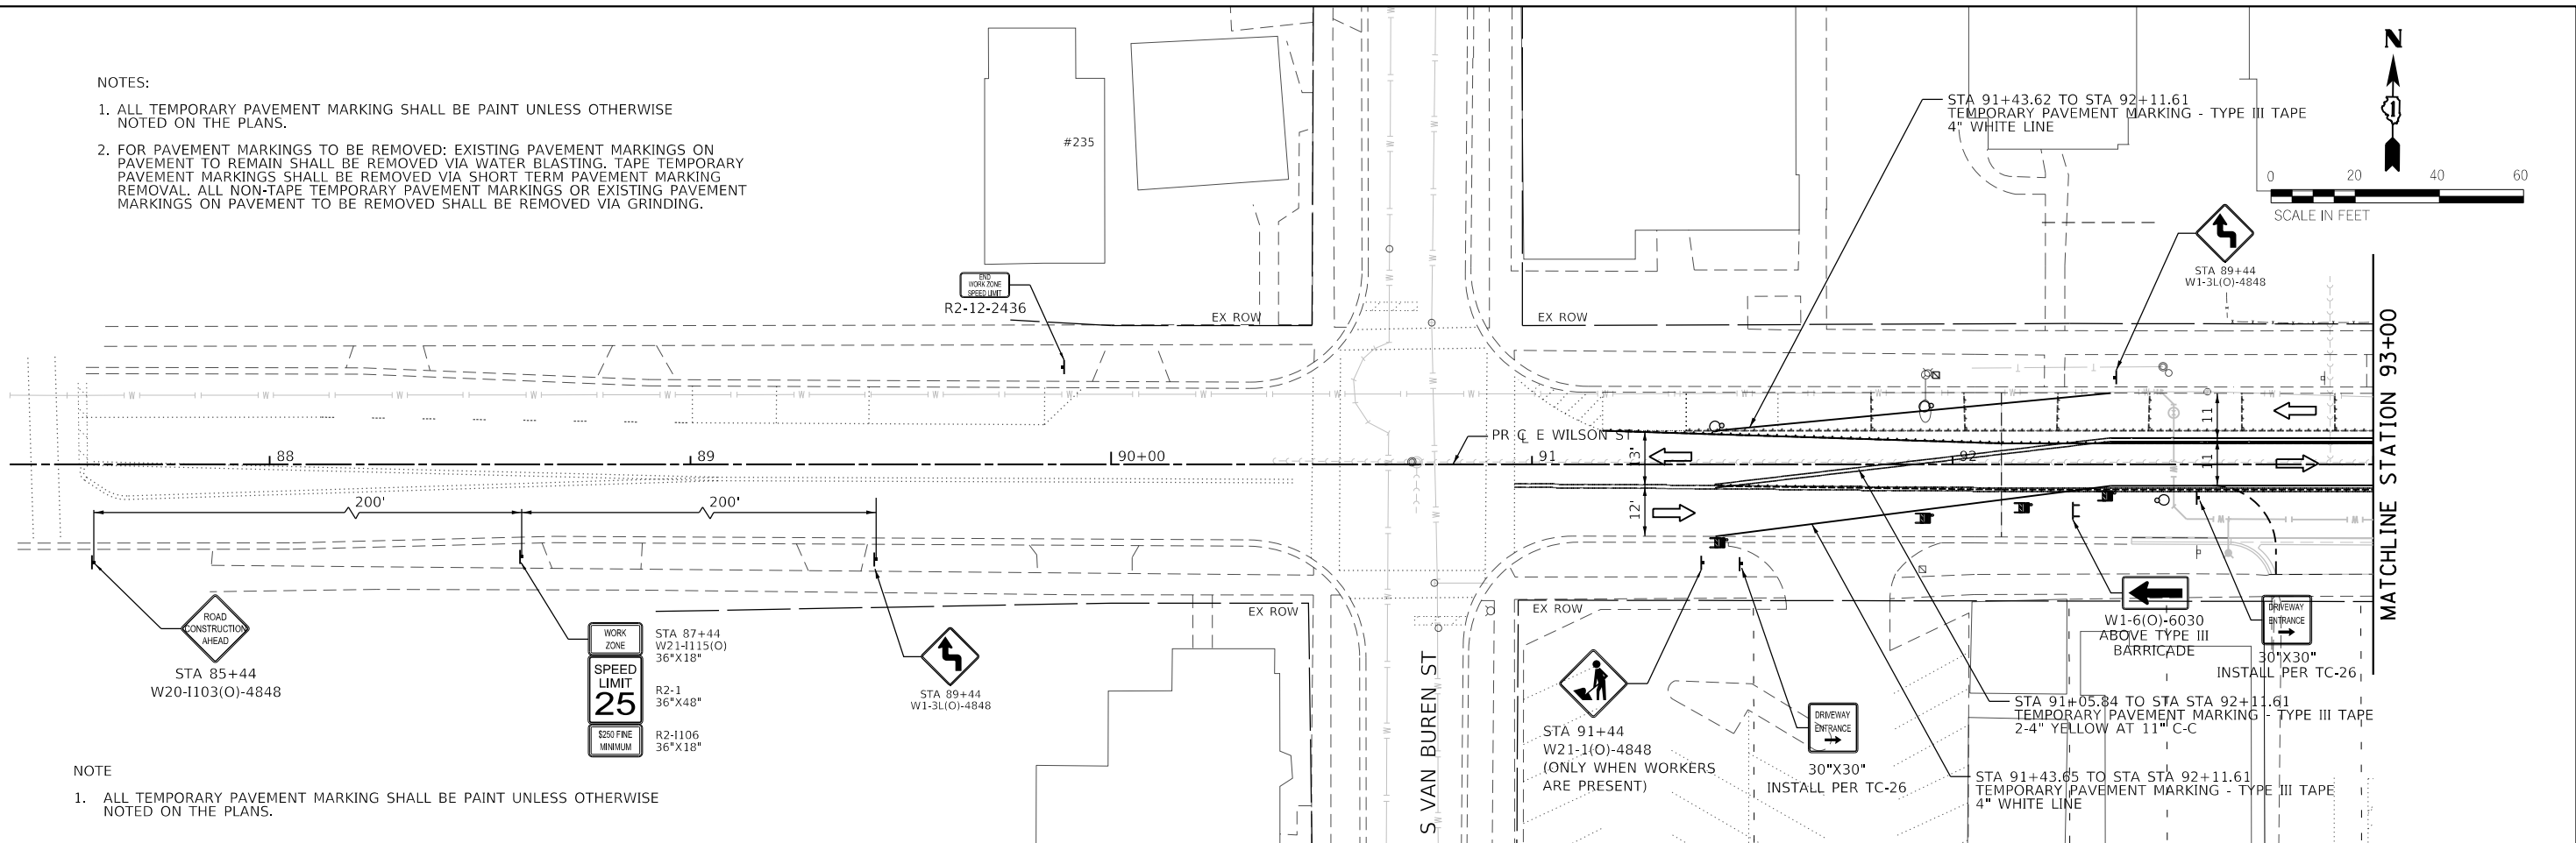 NOTES:
1. ALL TEMPORARY PAVEMENT MARKING SHALL BE PAINT UNLESS OTHERWISE
NOTED ON THE PLANS.
2. FOR PAVEMENT MARKINGS TO BE REMOVED: EXISTING PAVEMENT MARKINGS ON
PAVEMENT TO REMAIN SHALL BE REMOVED VIA WATER BLASTING. TAPE TEMPORARY
PAVEMENT MARKINGS SHALL BE REMOVED VIA SHORT TERM PAVEMENT MARKING
REMOVAL. ALL NON-TAPE TEMPORARY PAVEMENT MARKINGS OR EXISTING PAVEMENT
MARKINGS ON PAVEMENT TO BE REMOVED SHALL BE REMOVED VIA GRINDING.
#235
STA 91+43.62 TO STA 92+11.61
TEMPORARY PAVEMENT MARKING - TYPE III TAPE
4" WHITE LINE
N
0 20 40 60
SCALE IN FEET
STA 89+44
W1-3L(O)-4848
END
WORK ZONE
SPEED LIMIT
R2-12-2436
EX ROW
EX ROW
MATCHLINE STATION 93+00
PR CL E WILSON ST
88
89
90+00
91
92
13'
12'
11
11
200'
200'
ROAD
CONSTRUCTION
AHEAD
STA 85+44
W20-I103(O)-4848
WORK
ZONE
SPEED
LIMIT
25
$250 FINE
MINIMUM
STA 87+44
W21-I115(O)
36"X18"
R2-1
36"X48"
R2-I106
36"X18"
STA 89+44
W1-3L(O)-4848
EX ROW
EX ROW
S VAN BUREN ST
STA 91+44
W21-1(O)-4848
(ONLY WHEN WORKERS
ARE PRESENT)
DRIVEWAY
ENTRANCE
30"X30"
INSTALL PER TC-26
W1-6(O)-6030
ABOVE TYPE III
BARRICADE
DRIVEWAY
ENTRANCE
30"X30"
INSTALL PER TC-26
STA 91+05.84 TO STA STA 92+11.61
TEMPORARY PAVEMENT MARKING - TYPE III TAPE
2-4" YELLOW AT 11" C-C
STA 91+43.65 TO STA STA 92+11.61
TEMPORARY PAVEMENT MARKING - TYPE III TAPE
4" WHITE LINE
NOTE
1. ALL TEMPORARY PAVEMENT MARKING SHALL BE PAINT UNLESS OTHERWISE
NOTED ON THE PLANS.